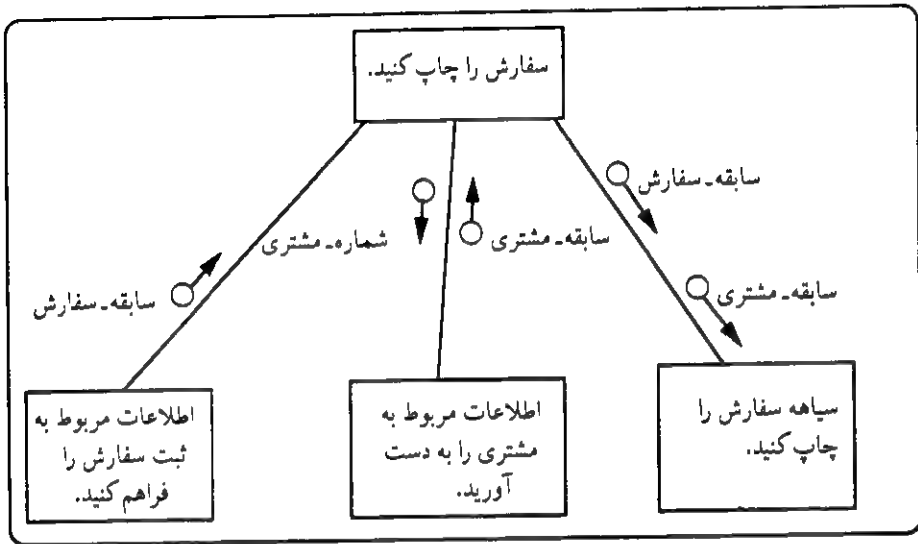 سفارش را چاپ کنید.
سابقه-سفارش
شماره-مشتری
سابقه-مشتری
سابقه-مشتری
سابقه-سفارش
سیاهه سفارش را
چاپ کنید.
اطلاعات مربوط به
مشتری را به دست
آورید.
اطلاعات مربوط به
ثبت سفارش را
فراهم کنید.